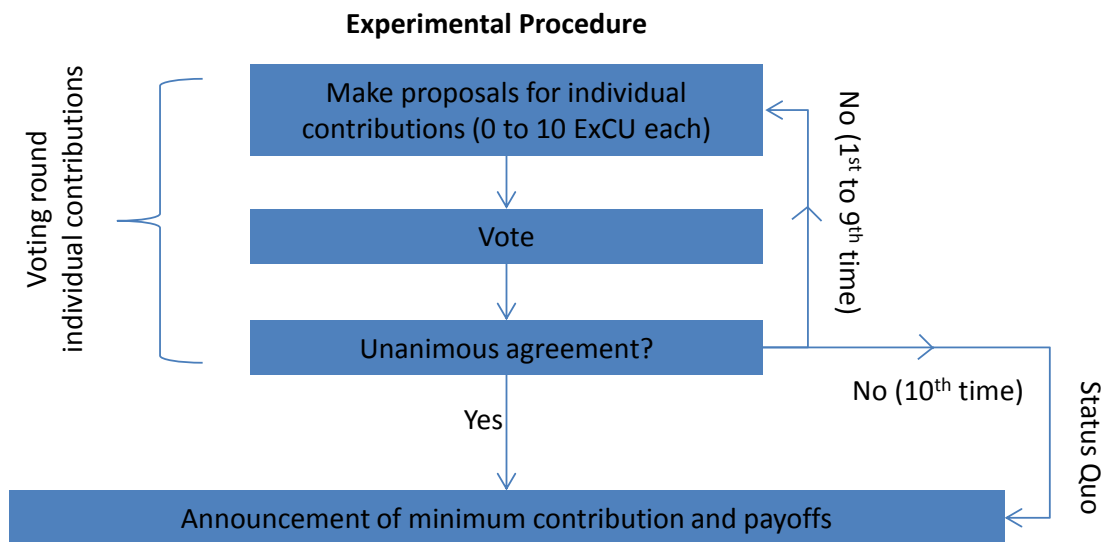 Experimental Procedure
Voting round
individual contributions
Make proposals for individual
contributions (0 to 10 ExCU each)
Vote
Unanimous agreement?
No (1st to 9th time)
No (10th time)
Status Quo
Yes
Announcement of minimum contribution and payoffs